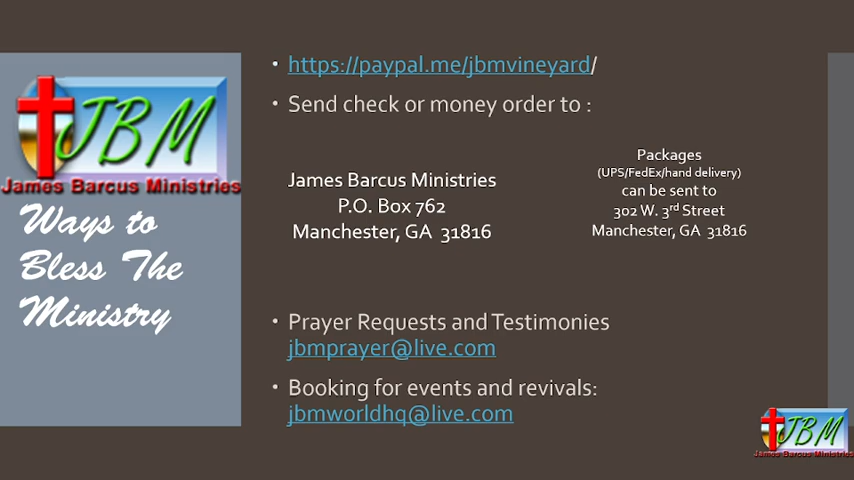 JBM
James Barcus Ministries
Ways to
Bless The
Ministry
• https://paypal.me/jbmvineyard/
• Send check or money order to :
James Barcus Ministries
P.O. Box 762
Manchester, GA 31816
Packages
(UPS/FedEx/hand delivery)
can be sent to
302 W. 3rd Street
Manchester, GA 31816
• Prayer Requests and Testimonies
jbmprayer@live.com
• Booking for events and revivals:
jbmworldhq@live.com
JBM
James Barcus Ministries